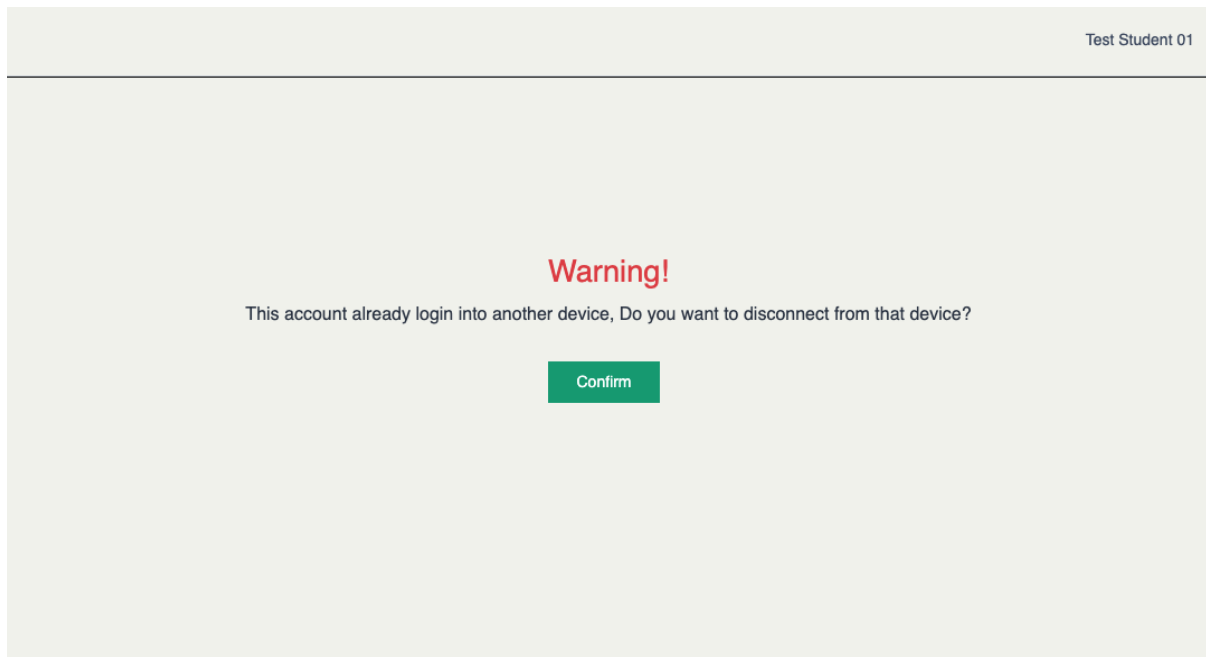 Test Student 01
Warning!
This account already login into another device, Do you want to disconnect from that device?
Confirm